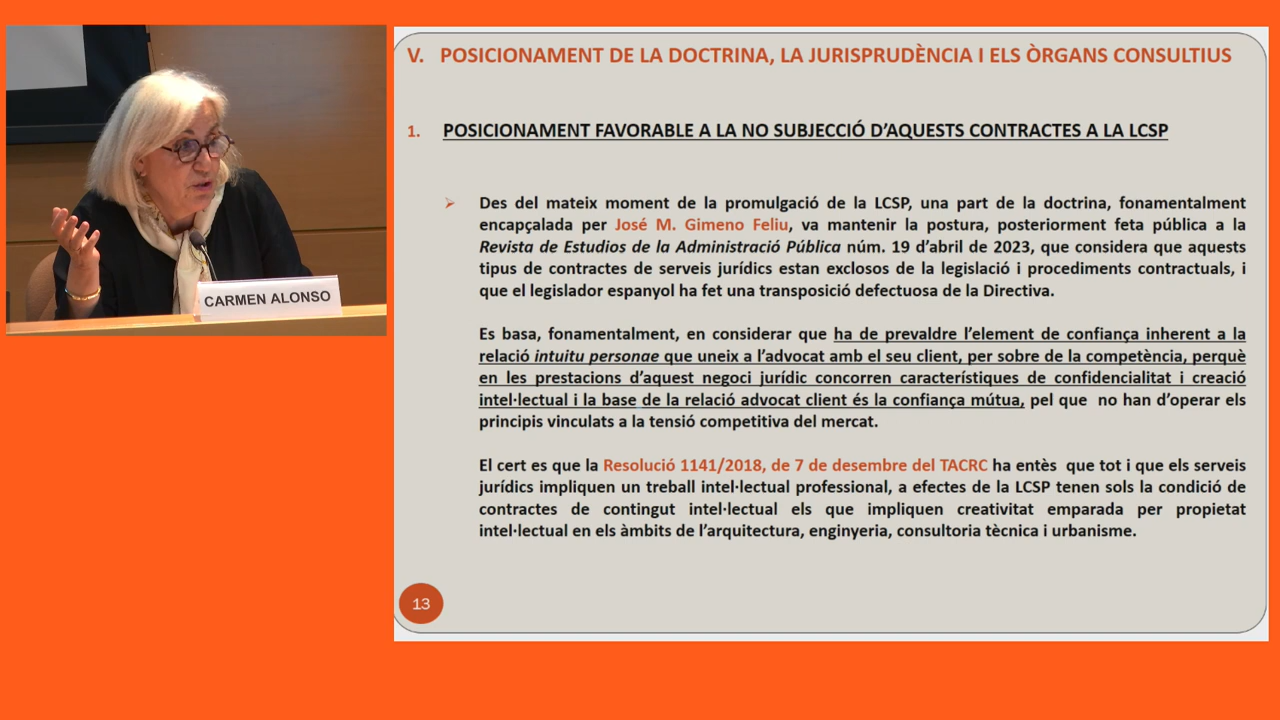 V. POSICIONAMENT DE LA DOCTRINA, LA JURISPRUDÈNCIA I ELS ÒRGANS CONSULTIUS
1. POSICIONAMENT FAVORABLE A LA NO SUBJECCIÓ D'AQUESTS CONTRACTES A LA LCSP
Des del mateix moment de la promulgació de la LCSP, una part de la doctrina, fonamentalment
encapçalada per José M. Gimeno Feliu, va mantenir la postura, posteriorment feta pública a la
Revista de Estudios de la Administració Pública núm. 19 d'abril de 2023, que considera que aquests
tipus de contractes de serveis jurídics estan exclosos de la legislació i procediments contractuals, i
que el legislador espanyol ha fet una transposició defectuosa de la Directiva.
Es basa, fonamentalment, en considerar que ha de prevaldre l'element de confiança inherent a la
relació intuitu personae que uneix a l'advocat amb el seu client, per sobre de la competència, perquè
en les prestacions d'aquest negoci jurídic concorren característiques de confidencialitat i creació
intel·lectual i la base de la relació advocat client és la confiança mútua, pel que no han d'operar els
principis vinculats a la tensió competitiva del mercat.
El cert es que la Resolució 1141/2018, de 7 de desembre del TACRC ha entès que tot i que els serveis
jurídics impliquen un treball intel·lectual professional, a efectes de la LCSP tenen sols la condició de
contractes de contingut intel·lectual els que impliquen creativitat emparada per propietat
intel·lectual en els àmbits de l'arquitectura, enginyeria, consultoria tècnica i urbanisme.
13
CARMEN ALONSO